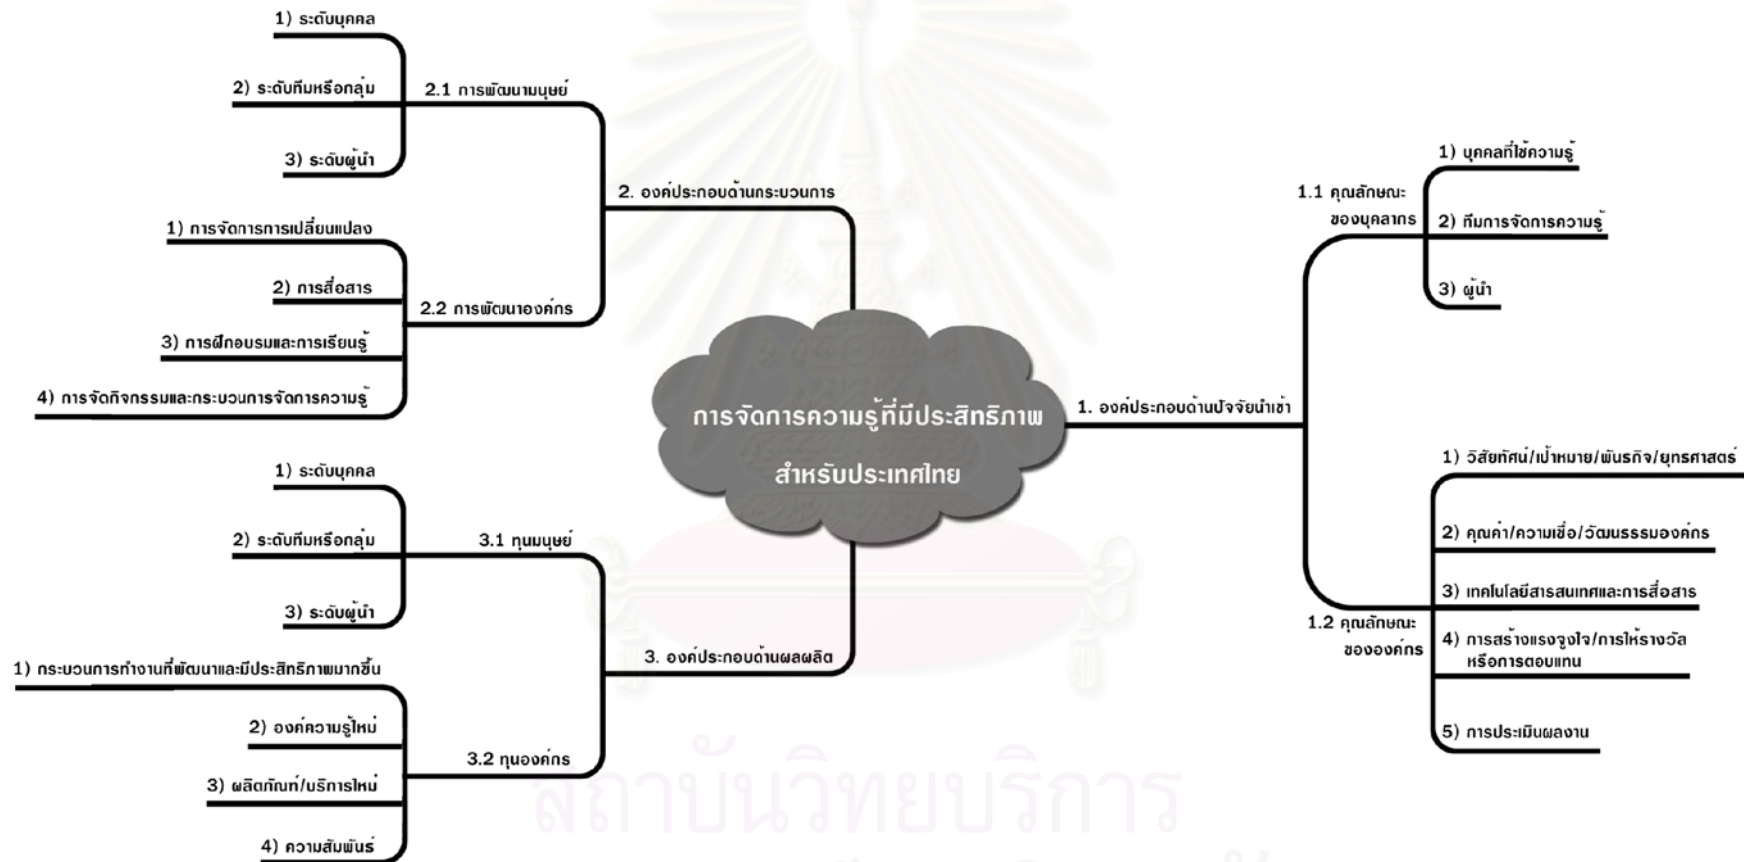 การจัดการความรู้ที่มีประสิทธิภาพ
สำหรับประเทศไทย
1. องค์ประกอบด้านปัจจัยนำเข้า
1.1 คุณลักษณะ
ของบุคลากร
1) บุคคลที่ใช้ความรู้
2) ทีมการจัดการความรู้
3) ผู้นำ
1.2 คุณลักษณะ
ขององค์กร
1) วิสัยทัศน์/เป้าหมาย/พันธกิจ/ยุทธศาสตร์
2) คุณค่า/ความเชื่อ/วัฒนธรรมองค์กร
3) เทคโนโลยีสารสนเทศและการสื่อสาร
4) การสร้างแรงจูงใจ/การให้รางวัล
หรือการตอบแทน
5) การประเมินผลงาน
2. องค์ประกอบด้านกระบวนการ
2.1 การพัฒนามนุษย์
1) ระดับบุคคล
2) ระดับทีมหรือกลุ่ม
3) ระดับผู้นำ
2.2 การพัฒนาองค์กร
1) การจัดการการเปลี่ยนแปลง
2) การสื่อสาร
3) การฝึกอบรมและการเรียนรู้
4) การจัดกิจกรรมและกระบวนการจัดการความรู้
3. องค์ประกอบด้านผลผลิต
3.1 ทุนมนุษย์
1) ระดับบุคคล
2) ระดับทีมหรือกลุ่ม
3) ระดับผู้นำ
3.2 ทุนองค์กร
1) กระบวนการทำงานที่พัฒนาและมีประสิทธิภาพมากขึ้น
2) องค์ความรู้ใหม่
3) ผลิตภัณฑ์/บริการใหม่
4) ความสัมพันธ์
สถาบันวิทยบริการ